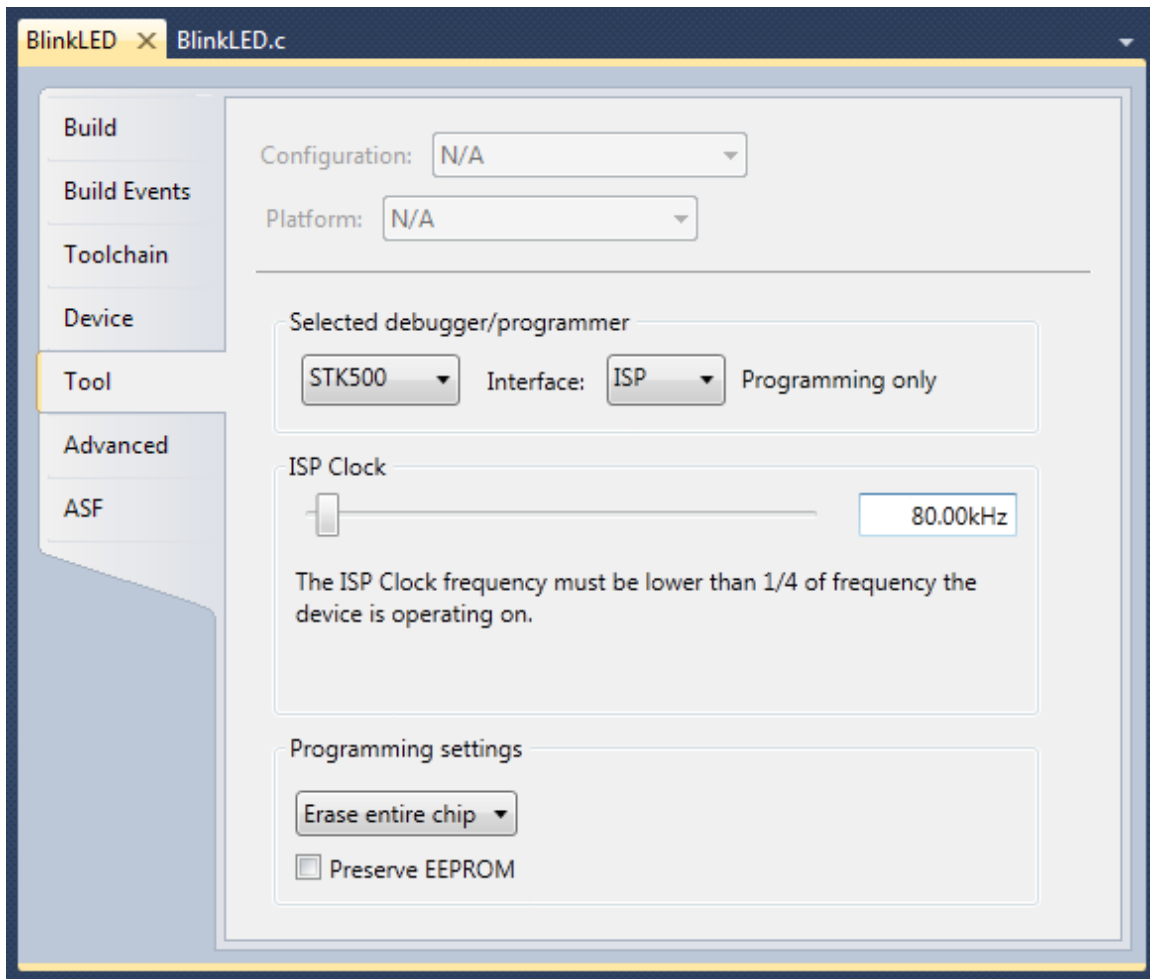 BlinkLED
BlinkLED.c
Build
Build Events
Toolchain
Device
Tool
Advanced
ASF
Configuration: N/A
Platform: N/A
Selected debugger/programmer
STK500 Interface: ISP Programming only
ISP Clock
80.00kHz
The ISP Clock frequency must be lower than 1/4 of frequency the
device is operating on.
Programming settings
Erase entire chip
Preserve EEPROM